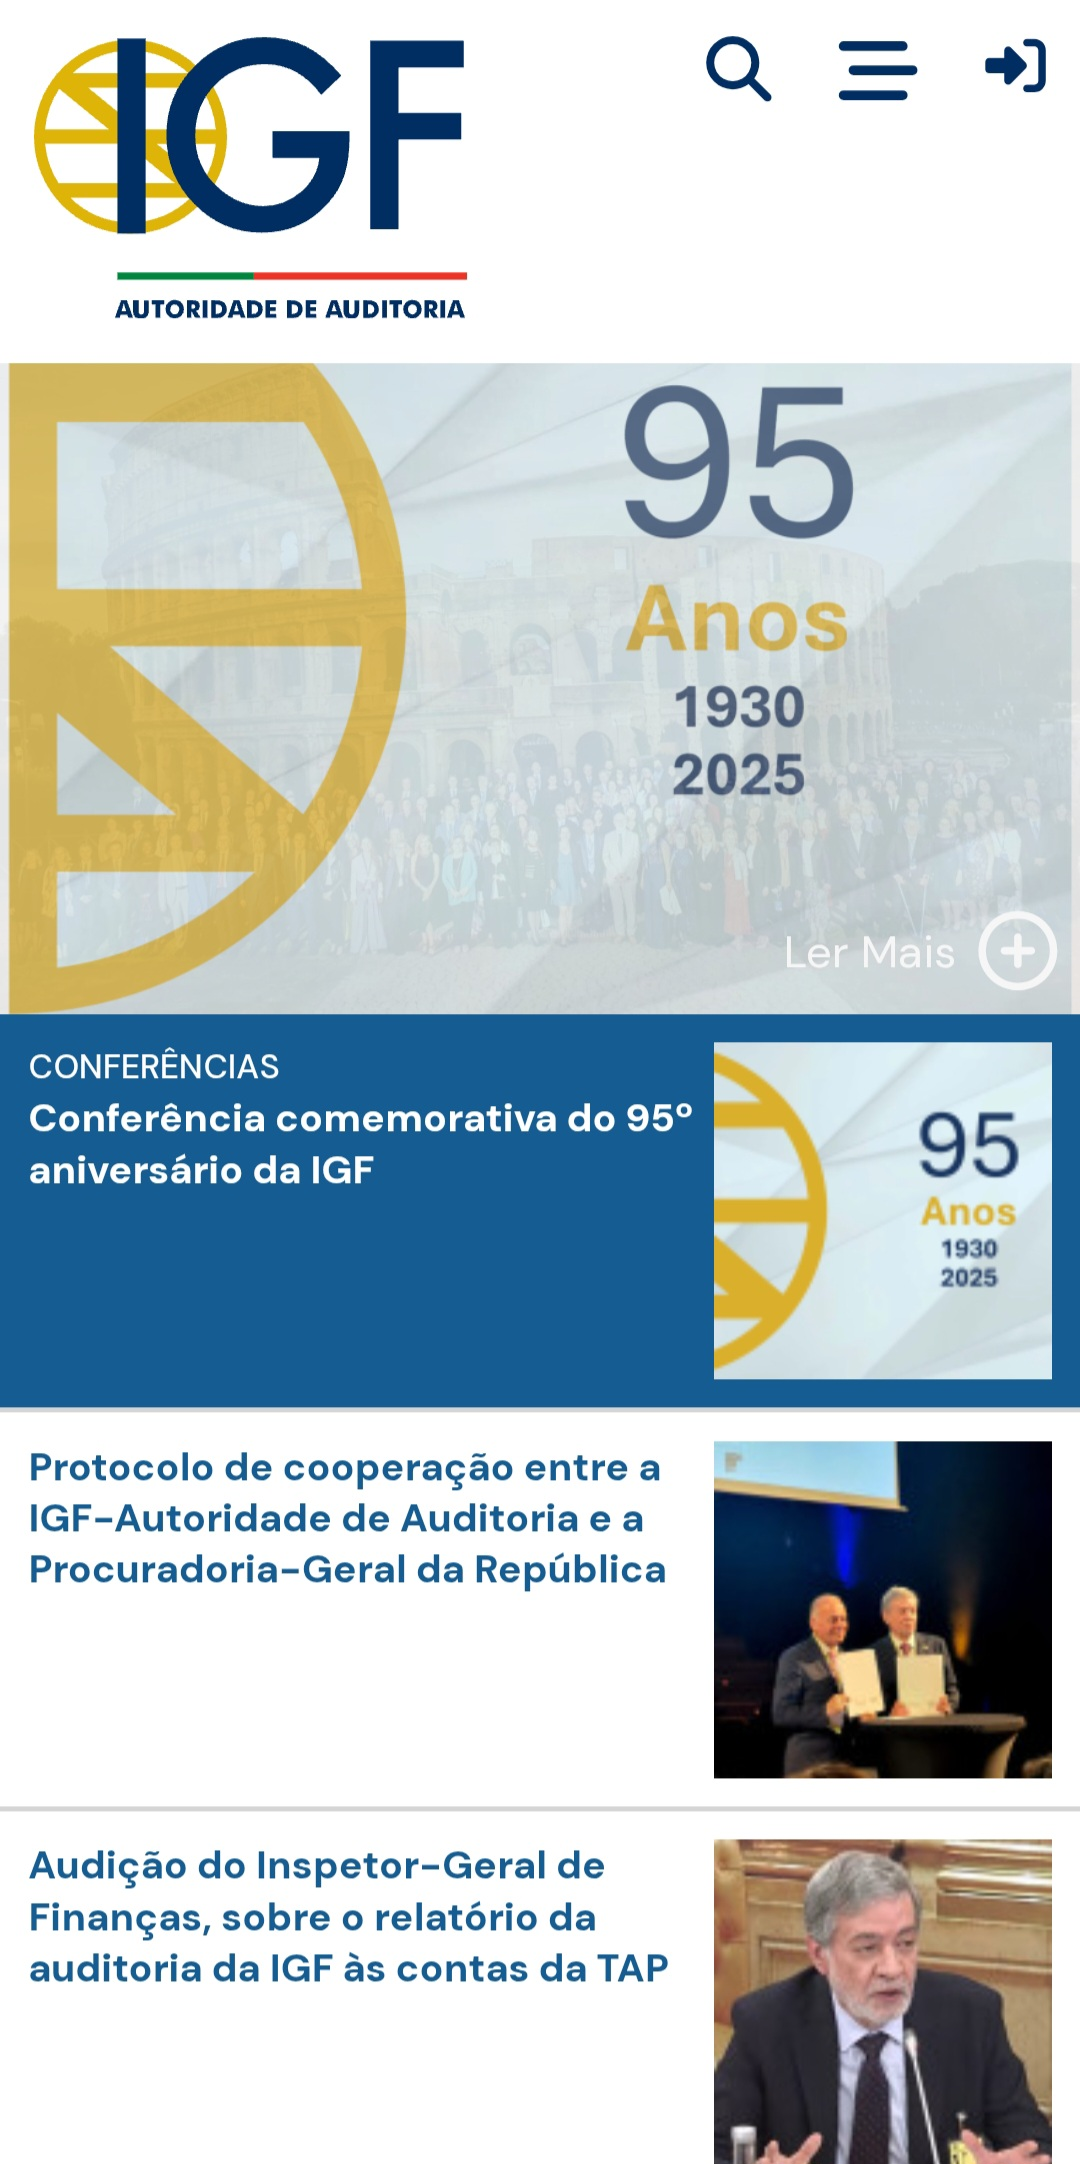 IGF
AUTORIDADE DE AUDITORIA
95
Anos
1930
2025
Ler Mais
CONFERÊNCIAS
Conferência comemorativa do 95º
aniversário da IGF
95
Anos
1930
2025
Protocolo de cooperação entre a
IGF-Autoridade de Auditoria e a
Procuradoria-Geral da República
Audição do Inspetor-Geral de
Finanças, sobre o relatório da
auditoria da IGF às contas da TAP